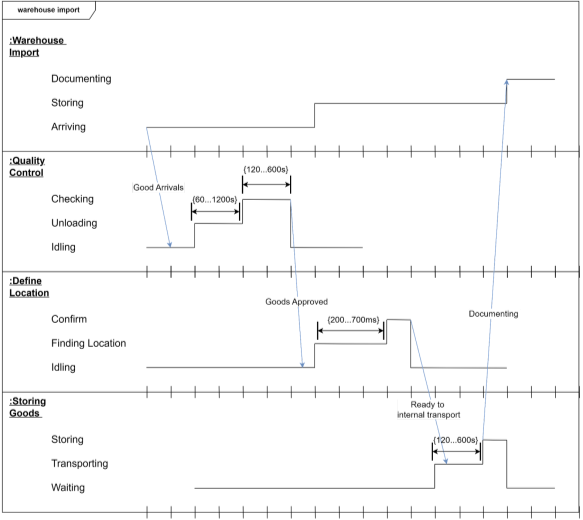 warehouse import
:Warehouse
Import
Documenting
Storing
Arriving
:Quality
Control
{120...600s}
Good Arrivals
Checking
{60...1200s}
Unloading
Idling
:Define
Location
Goods Approved
Confirm
{200...700ms}
Documenting
Finding Location
Idling
:Storing
Goods
Ready to
internal transport
Storing
{120...600s}
Transporting
Waiting